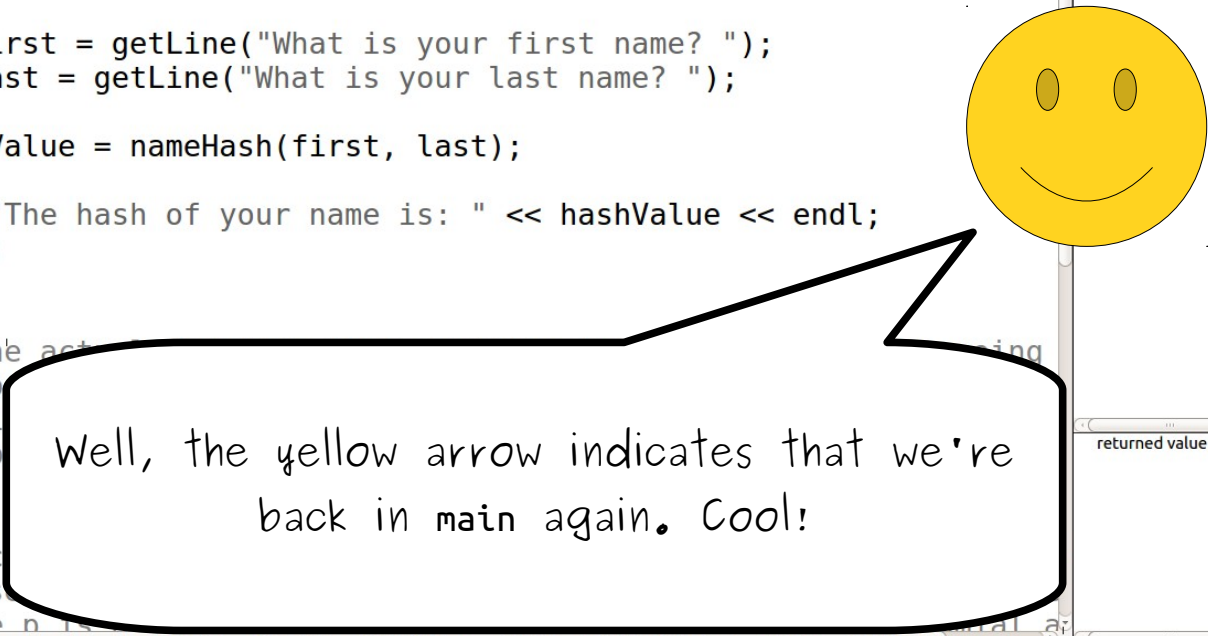 rst = getLine("What is your first name? ");
st = getLine("What is your last name? ");
alue = nameHash(first, last);
The hash of your name is: " << hashValue << endl;
Well, the yellow arrow indicates that we're
back in main again. Cool!
returned value